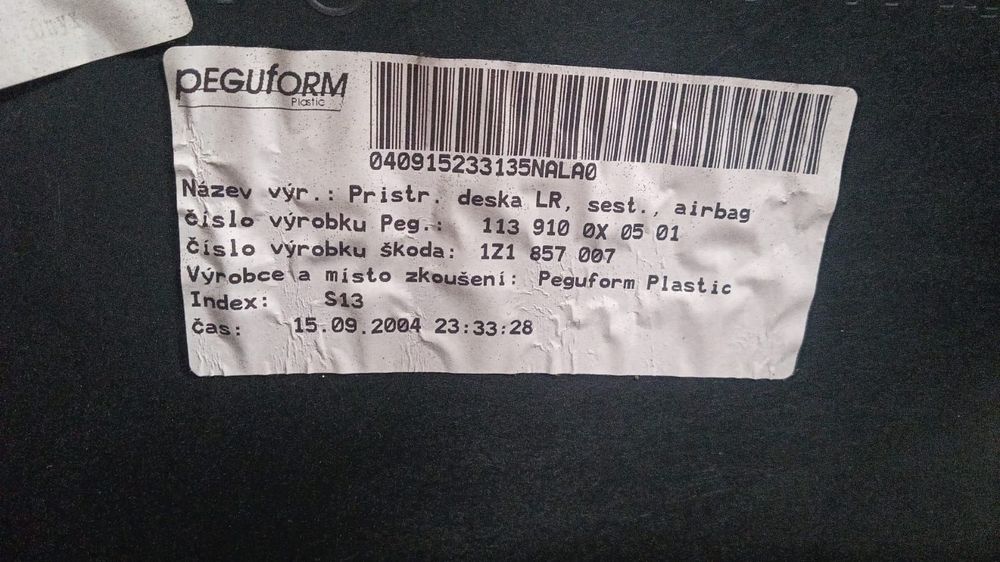 PEGUfORM
Plastic
040915233135NALA0
Název výr.: Pristr. deska LR, sest., airbag
číslo výrobku Peg.: 113 910 0X 05 01
Číslo výrobku škoda: 1Z1 857 007
Výrobce a místo zkoušení: Peguform Plastic
Index: S13
čas: 15.09.2004 23:33:28